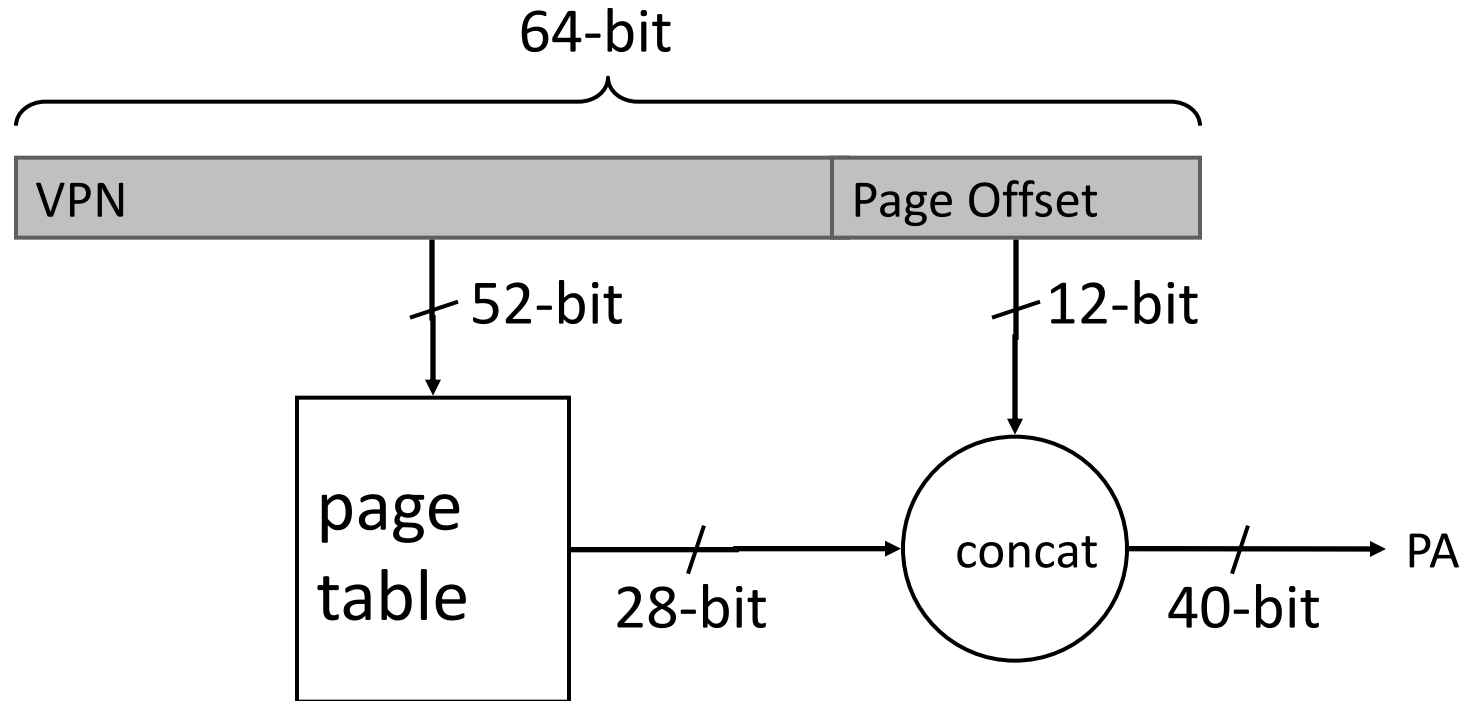 64-bit
VPN
Page Offset
52-bit
12-bit
page
table
28-bit
concat
40-bit
PA